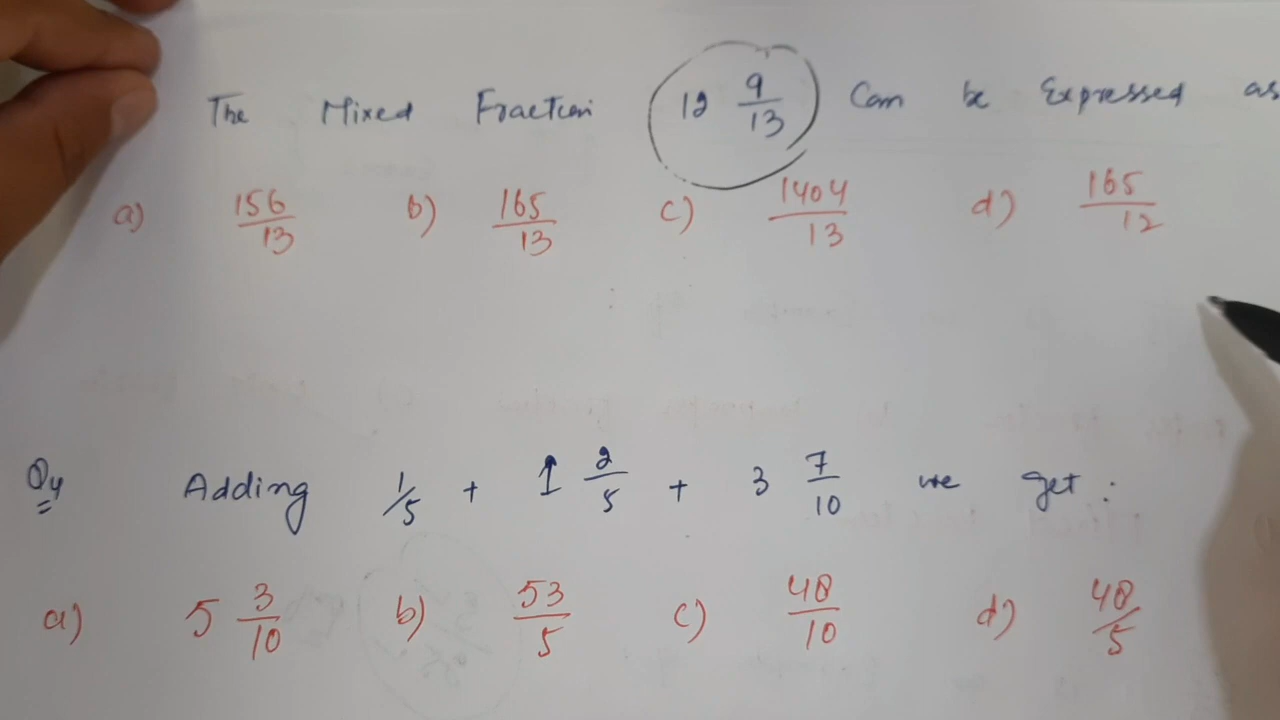 The Mixed Fraction 12 9/13 Can be Expressed as
a) 156/13 b) 165/13 c) 1404/13 d) 165/12
Q4 Adding 1/5 + 1 2/5 + 3 7/10 we get :
a) 5 3/10 b) 53/5 c) 48/10 d) 48/5